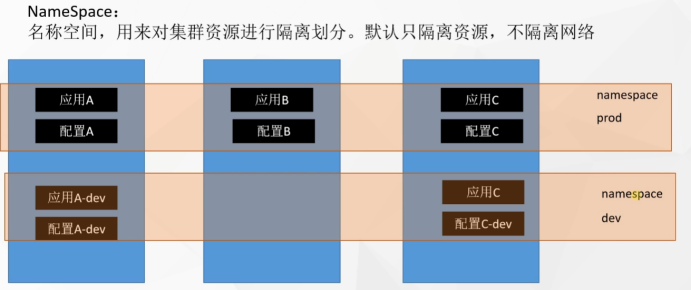 NameSpace:
名称空间，用来对集群资源进行隔离划分。默认只隔离资源，不隔离网络
应用A 应用B 应用C namespace
配置A 配置B 配置C prod
应用A-dev 应用C namespace
配置A-dev 配置C-dev dev